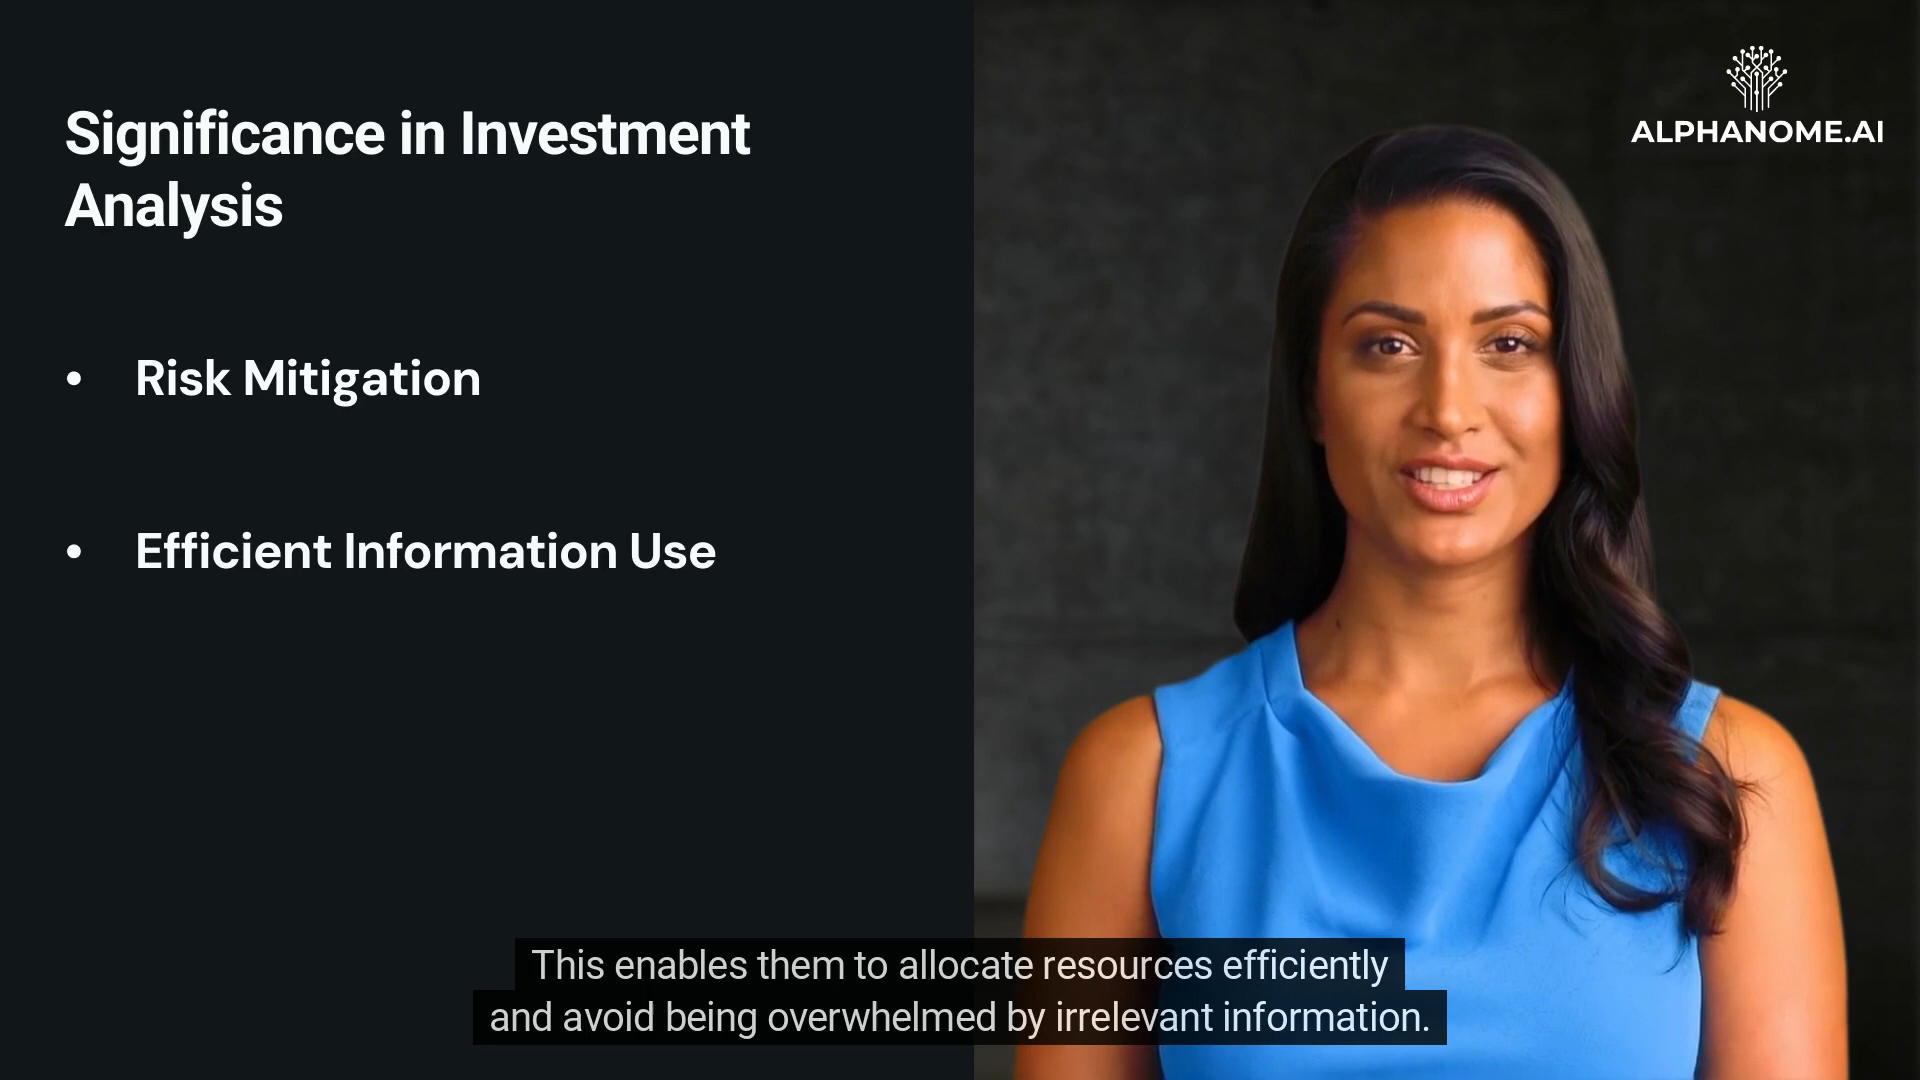 Significance in Investment
Analysis
• Risk Mitigation
• Efficient Information Use
ALPHANOME.AI
This enables them to allocate resources efficiently
and avoid being overwhelmed by irrelevant information.